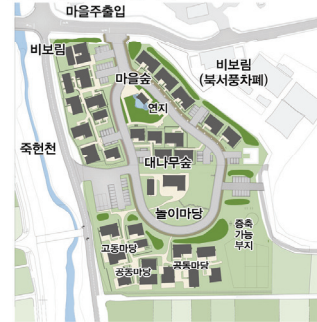 마을주출입
비보림
마을숲
비보림
(북서풍차폐)
연지
죽헌천
대나무숲
놀이마당
증축
가능
부지
고동마당
공동마당
공동마당